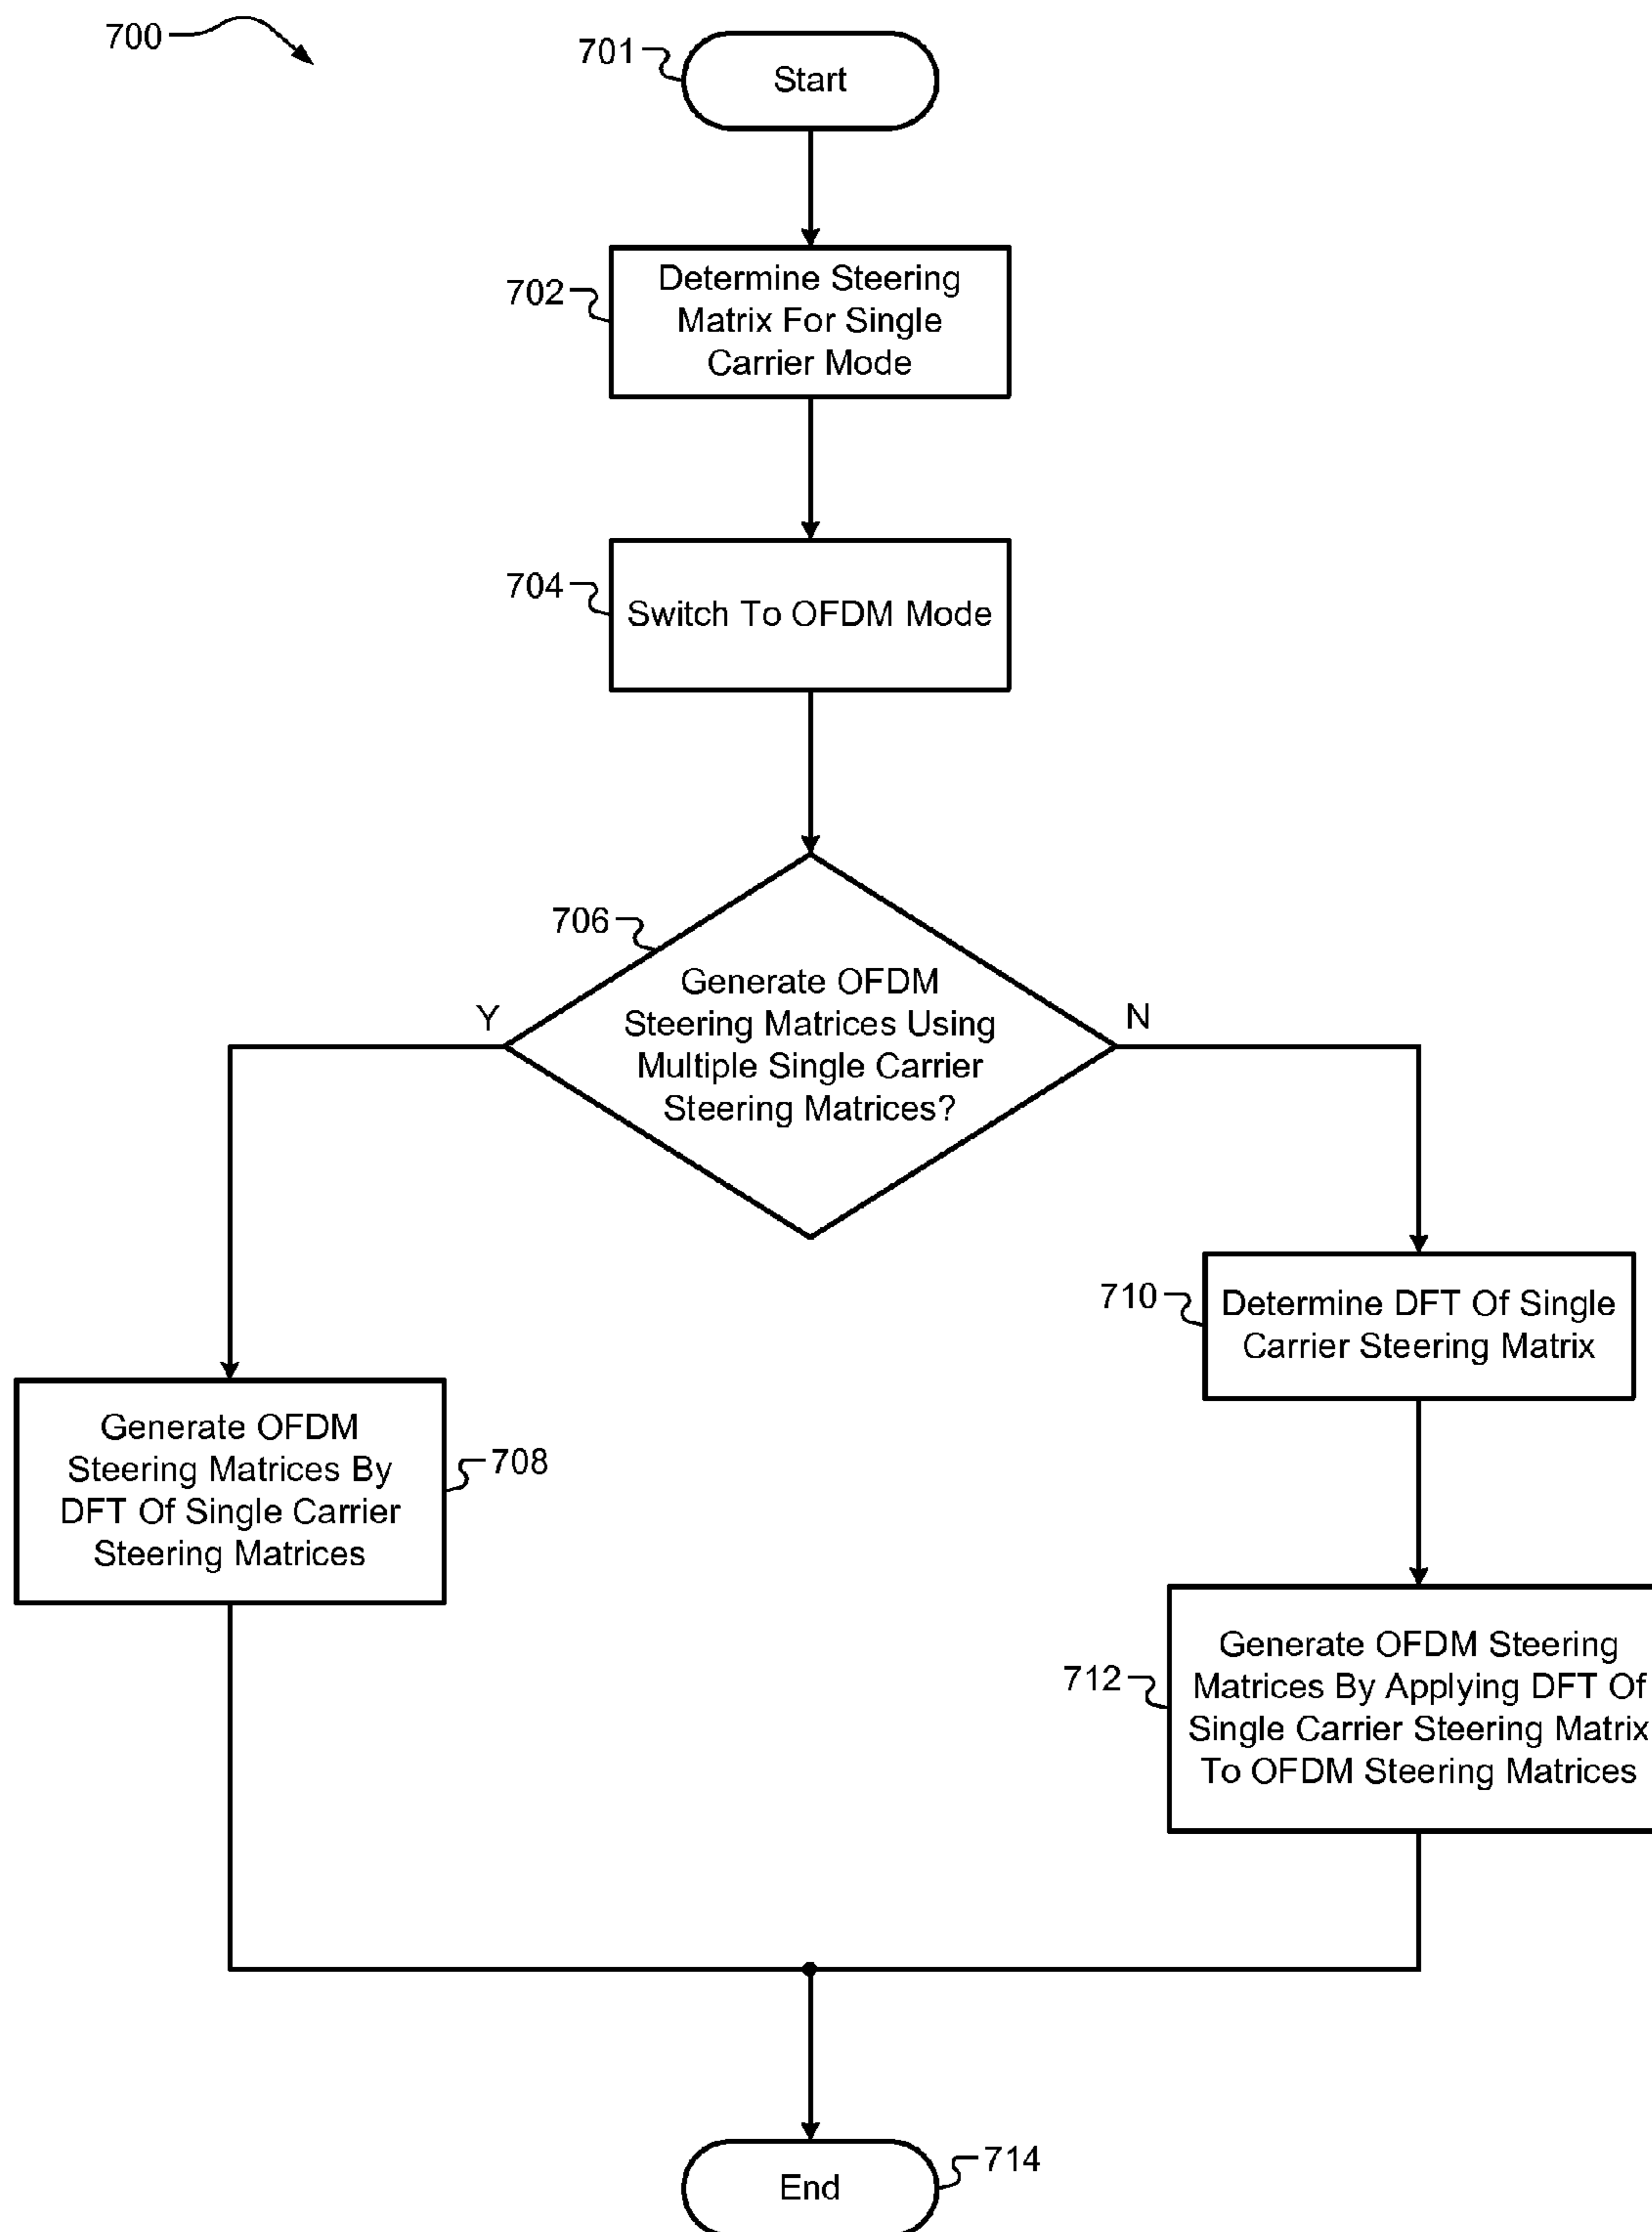 700
701
Start
702
Determine Steering
Matrix For Single
Carrier Mode
704
Switch To OFDM Mode
706
Generate OFDM
Steering Matrices Using
Multiple Single Carrier
Steering Matrices?
Y
N
710
Determine DFT Of Single
Carrier Steering Matrix
Generate OFDM
Steering Matrices By
DFT Of Single Carrier
Steering Matrices
708
712
Generate OFDM Steering
Matrices By Applying DFT Of
Single Carrier Steering Matrix
To OFDM Steering Matrices
End
714